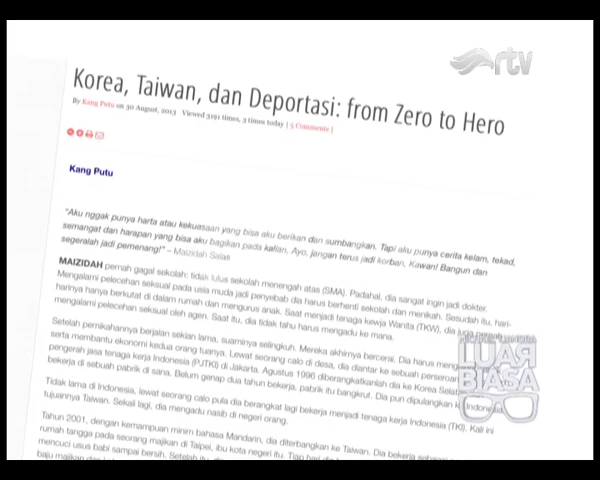 rtv
Korea, Taiwan, dan Deportasi: from Zero to Hero
By Kang Putu on 30 August, 2013 Viewed 3191 times, 3 times today | 5 Comments |
Kang Putu
"Aku nggak punya harta atau kekuasaan yang bisa aku berikan dan sumbangkan. Tapi aku punya cerita kelam, tekad,
semangat dan harapan yang bisa aku bagikan pada kalian. Ayo, jangan terus jadi korban, Kawan! Bangun dan
segeralah jadi pemenang!" – Maizidah Salas
MAIZIDAH pernah gagal sekolah: tidak lulus sekolah menengah atas (SMA). Padahal, dia sangat ingin jadi dokter.
Mengalami pelecehan seksual pada usia muda jadi penyebab dia harus berhenti sekolah dan menikah. Sesudah itu, hari-
harinya hanya berkutat di dalam rumah dan mengurus anak. Saat menjadi tenaga kewja Wanita (TKW), dia juga pernah
mengalami pelecehan seksual oleh agen. Saat itu, dia tidak tahu harus mengadu ke mana.
Setelah pernikahannya berjalan sekian lama, suaminya selingkuh. Mereka akhirnya bercerai. Dia harus
serta membantu ekonomi kedua orang tuanya. Lewat seorang calo di desa, dia diantar ke sebuah
pengerah jasa tenaga kerja Indonesia (PJTKI) di Jakarta. Agustus 1996 diberangkatkanlah dia ke Korea
bekerja di sebuah pabrik di sana. Belum genap dua tahun bekerja, pabrik itu bangkrut. Dia pun dipulangkan ke Indonesia.
Tidak lama di Indonesia, lewat seorang calo pula dia berangkat lagi bekerja menjadi tenaga kerja Indonesia (TKI). Kali ini
tujuannya Taiwan. Sekali lagi, dia mengadu nasib di negeri orang.
Tahun 2001, dengan kemampuan minim bahasa Mandarin, dia diterbangkan ke Taiwan. Dia bekerja
rumah tangga pada seorang majikan di Taipei, ibu kota negeri itu. Tiap hari
mencuci usus babi sampai bersih. Setelah itu,
baju majikan dan
LUAR
BIASA